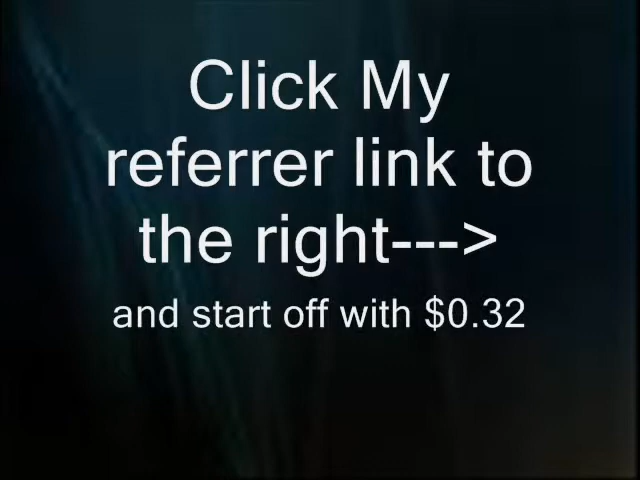 Click My
referrer link to
the right--->
and start off with $0.32